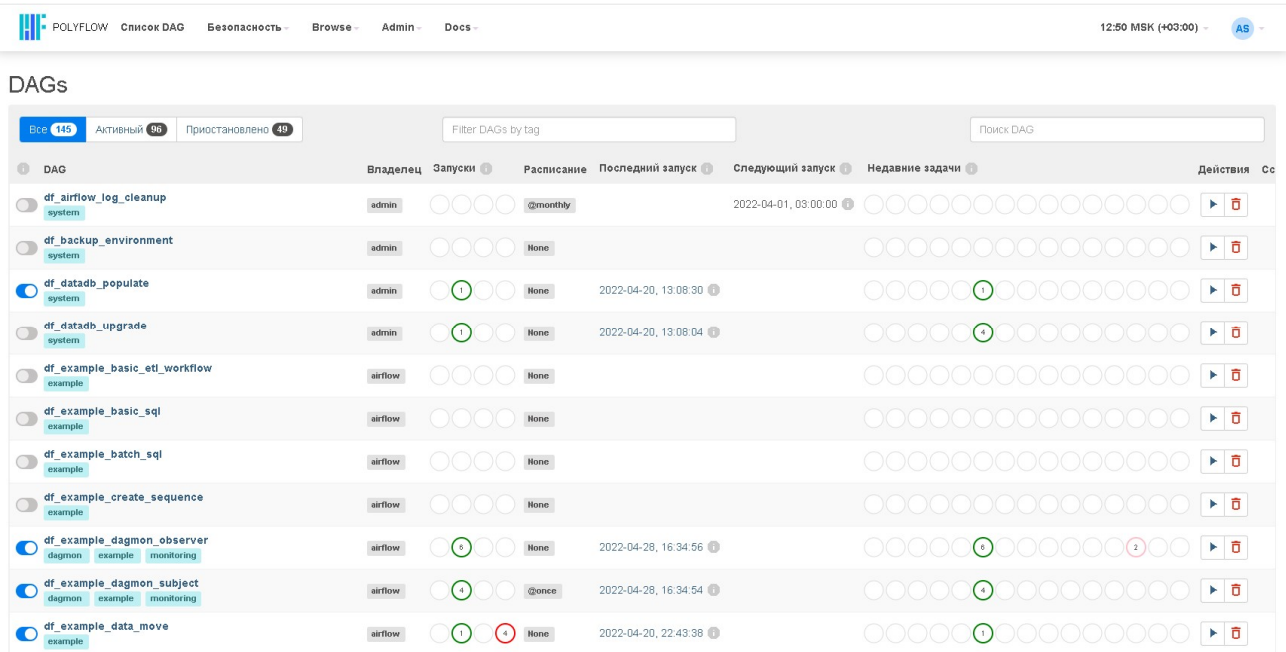 POLYFLOW Список DAG Безопасность Browse Admin Docs 12:50 MSK (+03:00) AS
DAGs
Все 145 Активный 96 Приостановлено 49 Filter DAGs by tag Поиск DAG
DAG Владелец Запуски Расписание Последний запуск Следующий запуск Недавние задачи Действия Сс
df_airflow_log_cleanup
system admin @monthly 2022-04-01, 03:00:00
df_backup_environment
system admin None
df_datadb_populate
system admin 1 None 2022-04-20, 13:08:30 1
df_datadb_upgrade
system admin 1 None 2022-04-20, 13:08:04 4
df_example_basic_etl_workflow
example airflow None
df_example_basic_sql
example airflow None
df_example_batch_sql
example airflow None
df_example_create_sequence
example airflow None
df_example_dagmon_observer
dagmon example monitoring airflow 6 None 2022-04-28, 16:34:56 6 2
df_example_dagmon_subject
dagmon example monitoring airflow 4 @once 2022-04-28, 16:34:54 4
df_example_data_move
example airflow 1 4 None 2022-04-20, 22:43:38 1